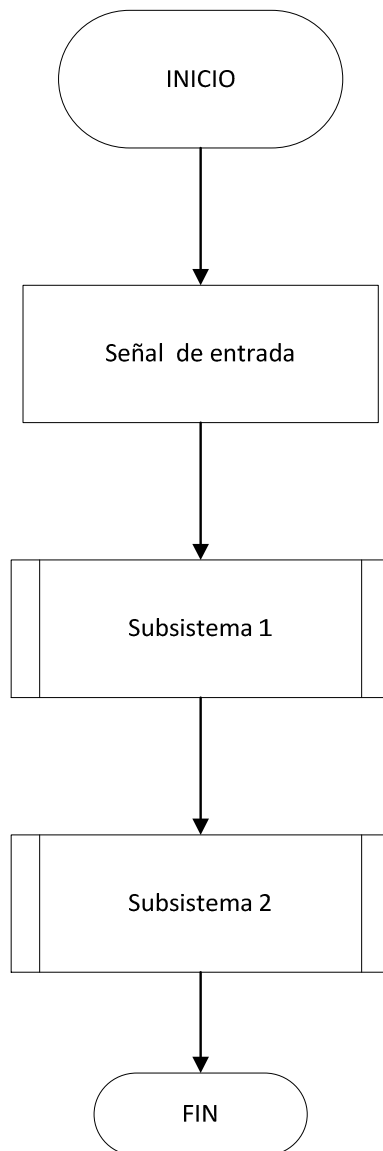 INICIO
Señal de entrada
Subsistema 1
Subsistema 2
FIN